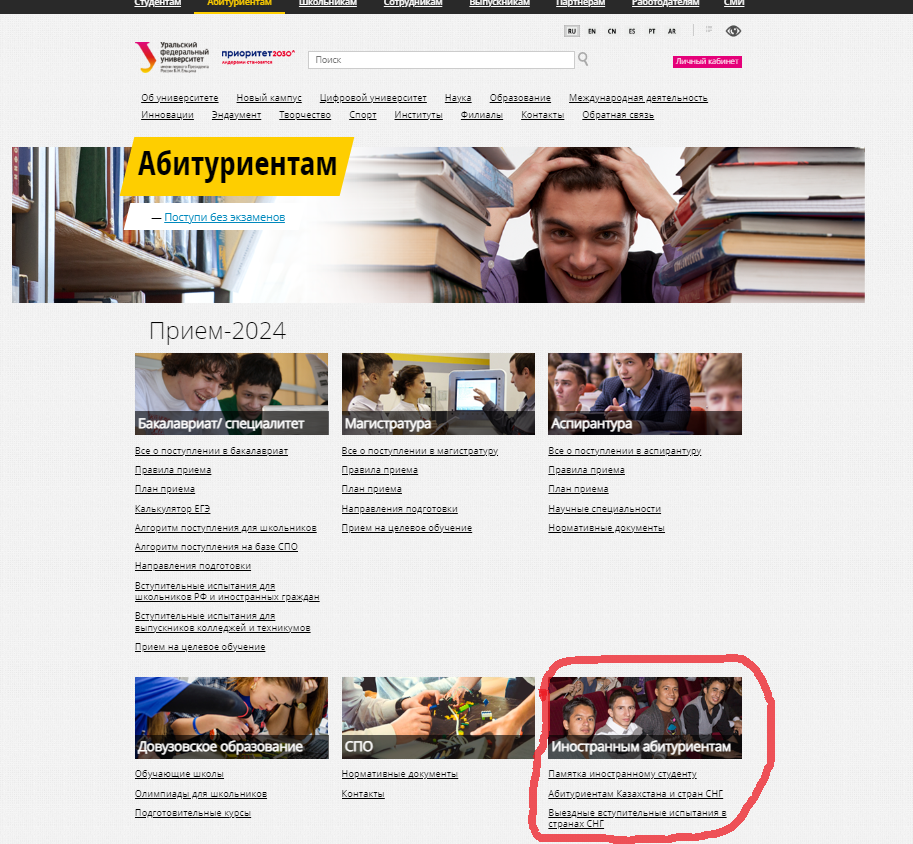 Студентам Абитуриентам Школьникам Сотрудникам Выпускникам Партнерам Работодателям СМИ
RU EN CN ES PT AR
Уральский
федеральный
университет
имени первого Президента
России Б.Н.Ельцина
приоритет2030^
лидерами становятся
Поиск
Личный кабинет
Об университете Новый кампус Цифровой университет Наука Образование Международная деятельность
Инновации Эндаумент Творчество Спорт Институты Филиалы Контакты Обратная связь
Абитуриентам
— Поступи без экзаменов
Прием-2024
Бакалавриат/ специалитет
Все о поступлении в бакалавриат
Правила приема
План приема
Калькулятор ЕГЭ
Алгоритм поступления для школьников
Алгоритм поступления на базе СПО
Направления подготовки
Вступительные испытания для
школьников РФ и иностранных граждан
Вступительные испытания для
выпускников колледжей и техникумов
Прием на целевое обучение
Магистратура
Все о поступлении в магистратуру
Правила приема
План приема
Направления подготовки
Прием на целевое обучение
Аспирантура
Все о поступлении в аспирантуру
Правила приема
План приема
Научные специальности
Нормативные документы
Довузовское образование
Обучающие школы
Олимпиады для школьников
Подготовительные курсы
СПО
Нормативные документы
Контакты
Иностранным абитуриентам
Памятка иностранному студенту
Абитуриентам Казахстана и стран СНГ
Выездные вступительные испытания в
странах СНГ